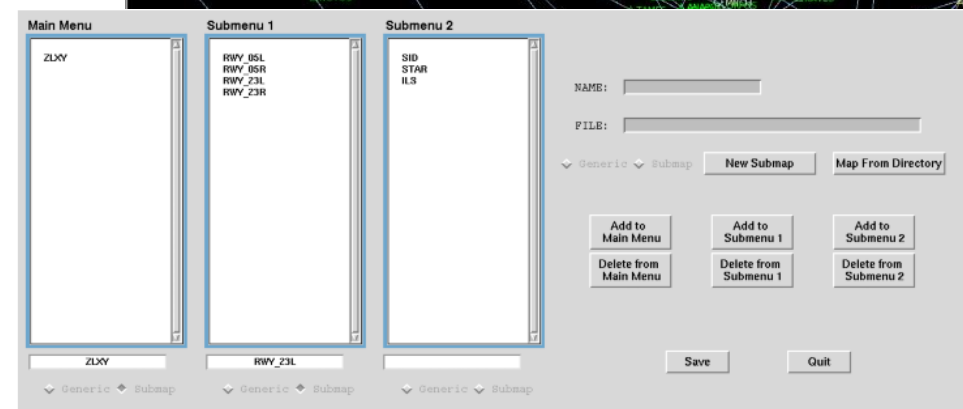 Main Menu
Submenu 1
Submenu 2
ZLXY
RWY_05L
RWY_05R
RWY_23L
RWY_23R
SID
STAR
ILS
NAME:
FILE:
Generic Submap
New Submap
Map From Directory
Add to
Main Menu
Add to
Submenu 1
Add to
Submenu 2
Delete from
Main Menu
Delete from
Submenu 1
Delete from
Submenu 2
ZLXY
RWY_23L
Save
Quit
Generic Submap
Generic Submap
Generic Submap